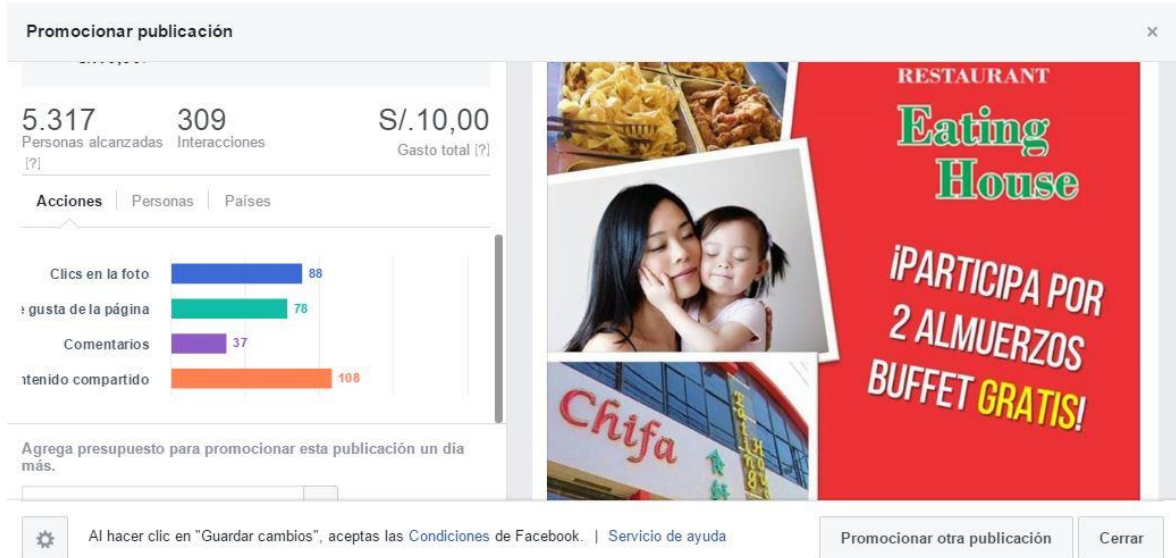 Promocionar publicación
5.317
Personas alcanzadas
[?]
309
Interacciones
S/.10,00
Gasto total [?]
Acciones
Personas
Países
Clics en la foto
88
gusta de la página
78
Comentarios
37
ntenido compartido
108
Agrega presupuesto para promocionar esta publicación un dia
más.
RESTAURANT
Eating
House
¡PARTICIPA POR
2 ALMUERZOS
BUFFET GRATIS!
Chifa
Eating
Al hacer clic en "Guardar cambios", aceptas las Condiciones de Facebook. | Servicio de ayuda
Promocionar otra publicación
Cerrar